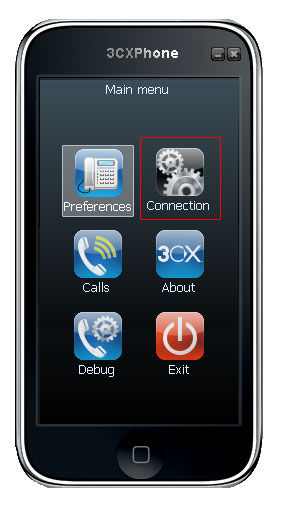 3CXPhone
Main menu
Preferences
Connection
3CX
Calls
About
Debug
Exit